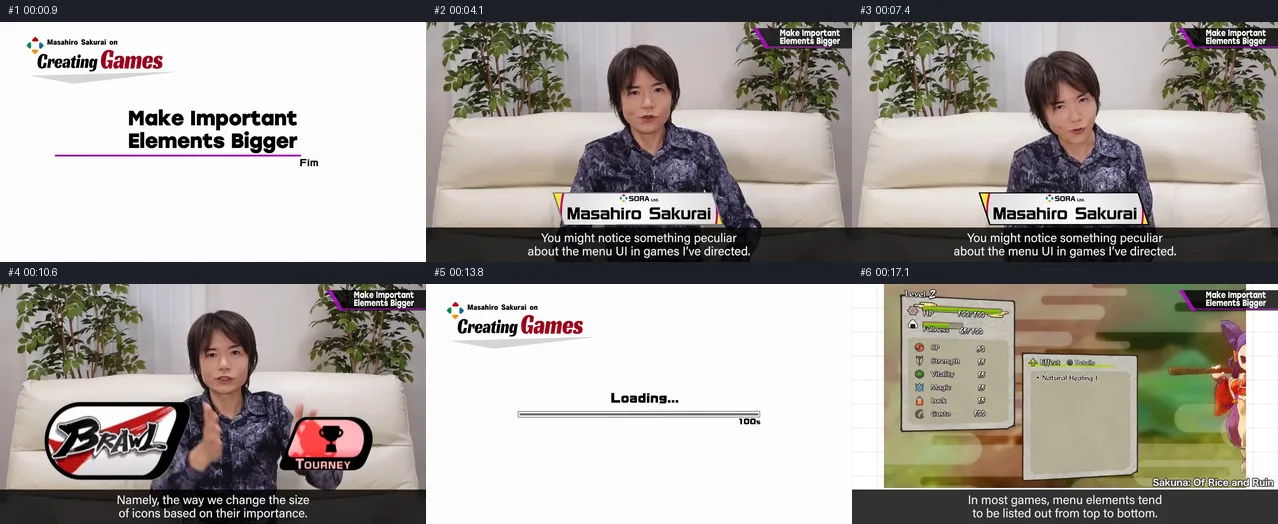 #1 00:00.9
Masahiro Sakurai on
Creating Games
Make Important
Elements Bigger
Fim
#2 00:04.1
Make Important
Elements Bigger
SORA LTD.
Masahiro Sakurai
You might notice something peculiar
about the menu UI in games I've directed.
#3 00:07.4
Make Important
Elements Bigger
SORA LTD.
Masahiro Sakurai
You might notice something peculiar
about the menu UI in games I've directed.
#4 00:10.6
Make Important
Elements Bigger
BRAWL
TOURNEY
Namely, the way we change the size
of icons based on their importance.
#5 00:13.8
Masahiro Sakurai on
Creating Games
Loading...
100%
#6 00:17.1
Make Important
Elements Bigger
Level 2
HP 100/100
Fullness
SP
Strength
Vitality
Magic
Luck
Gusto 100
Effect Details
• Natural Healing 1
Sakuna: Of Rice and Ruin
In most games, menu elements tend
to be listed out from top to bottom.